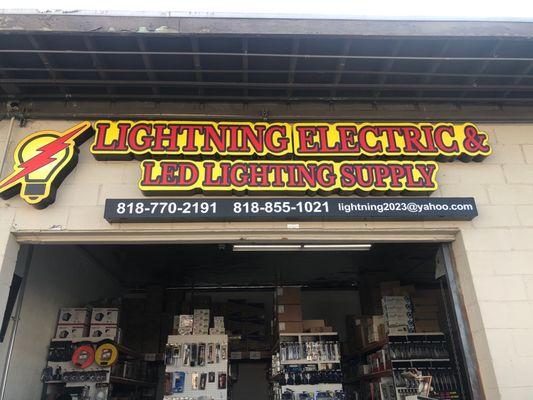 LIGHTNING ELECTRIC &
LED LIGHTING SUPPLY
818-770-2191 818-855-1021 lightning2023@yahoo.com